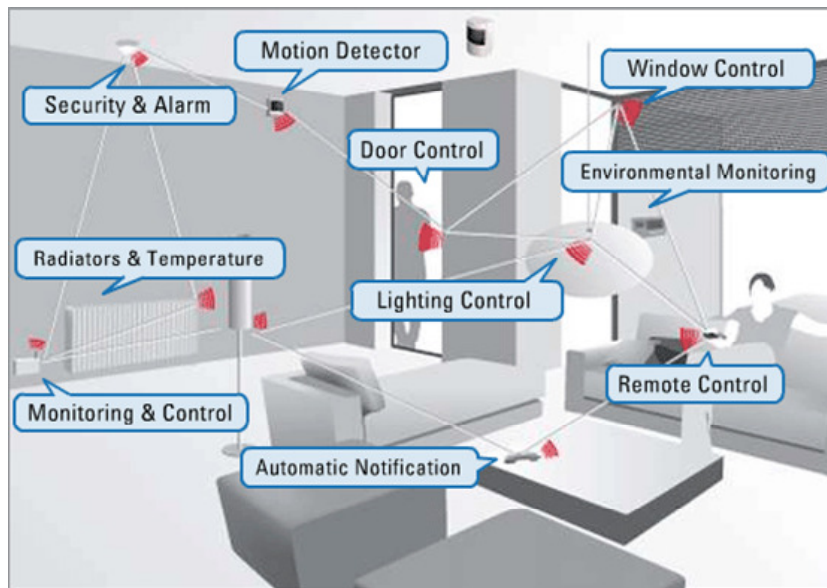 Motion Detector
Window Control
Security & Alarm
Door Control
Environmental Monitoring
Radiators & Temperature
Lighting Control
Remote Control
Monitoring & Control
Automatic Notification